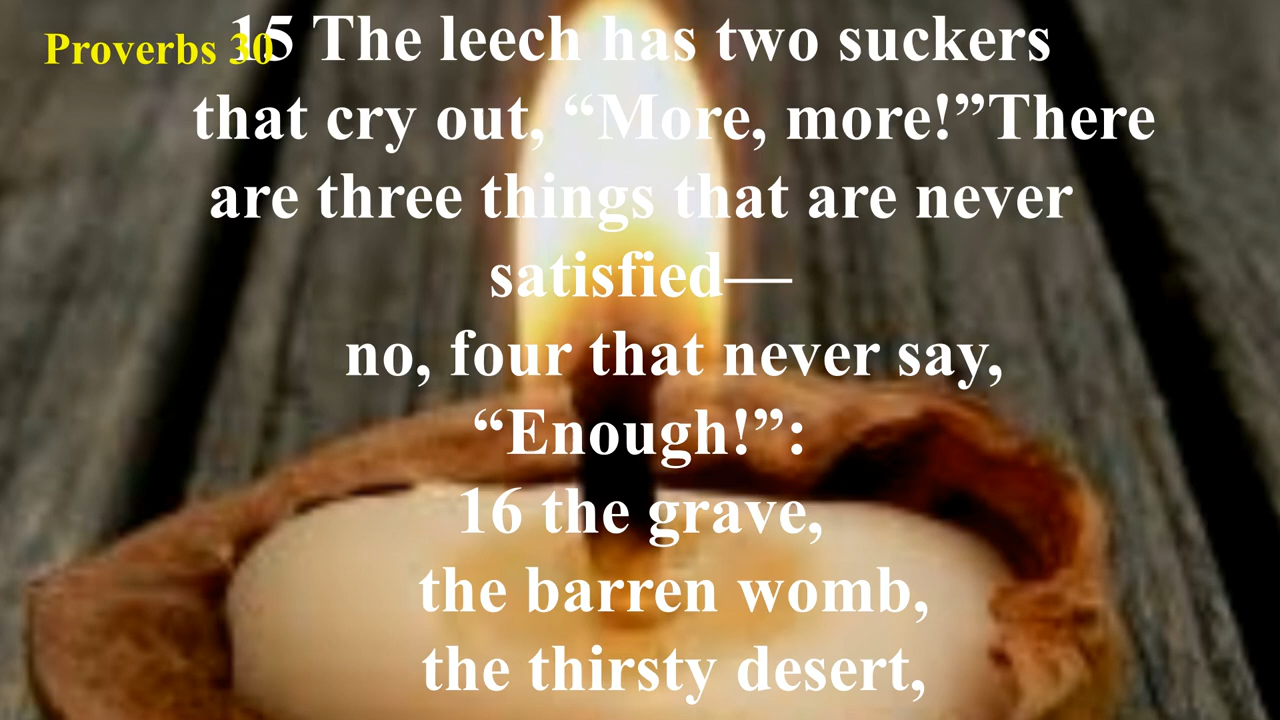 Proverbs 30
15 The leech has two suckers
that cry out, “More, more!”There
are three things that are never
satisfied—
no, four that never say,
“Enough!”:
16 the grave,
the barren womb,
the thirsty desert,